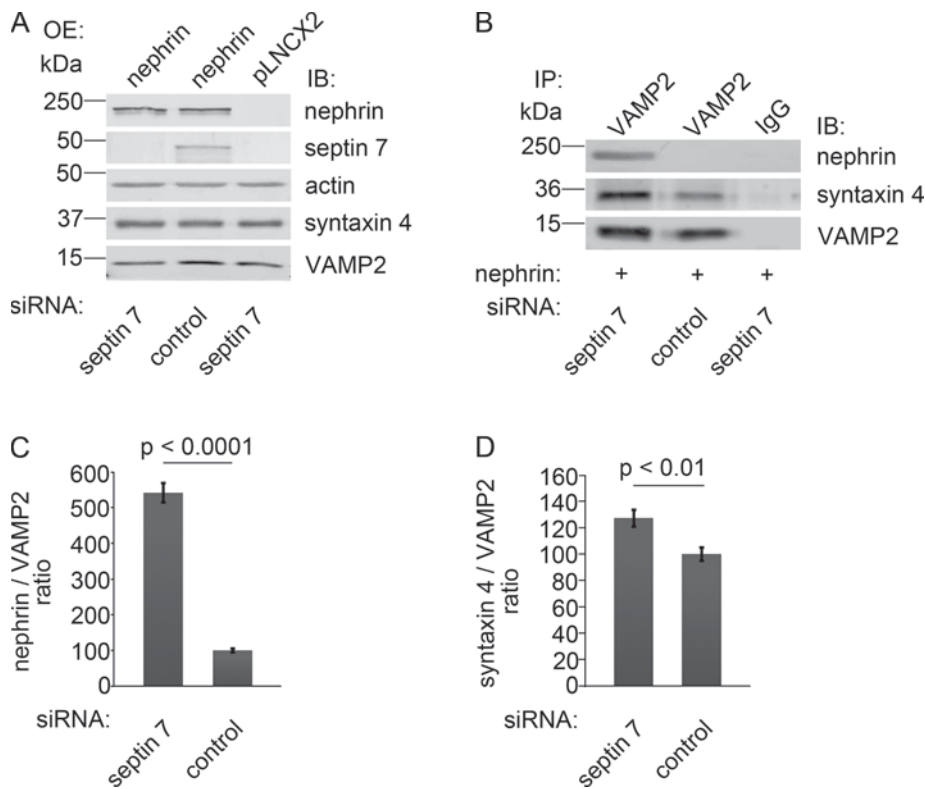 A
OE:
nephrin
nephrin
pLNCX2
kDa
IB:
250
nephrin
50
septin 7
50
actin
37
syntaxin 4
15
VAMP2
siRNA:
septin 7
control
septin 7
B
IP:
VAMP2
VAMP2
IgG
kDa
IB:
250
nephrin
36
syntaxin 4
15
VAMP2
nephrin: + + +
siRNA:
septin 7
control
septin 7
C
p < 0.0001
nephrin / VAMP2
ratio
600
500
400
300
200
100
0
siRNA:
septin 7
control
D
p < 0.01
syntaxin 4 / VAMP2
ratio
160
140
120
100
80
60
40
20
0
siRNA:
septin 7
control